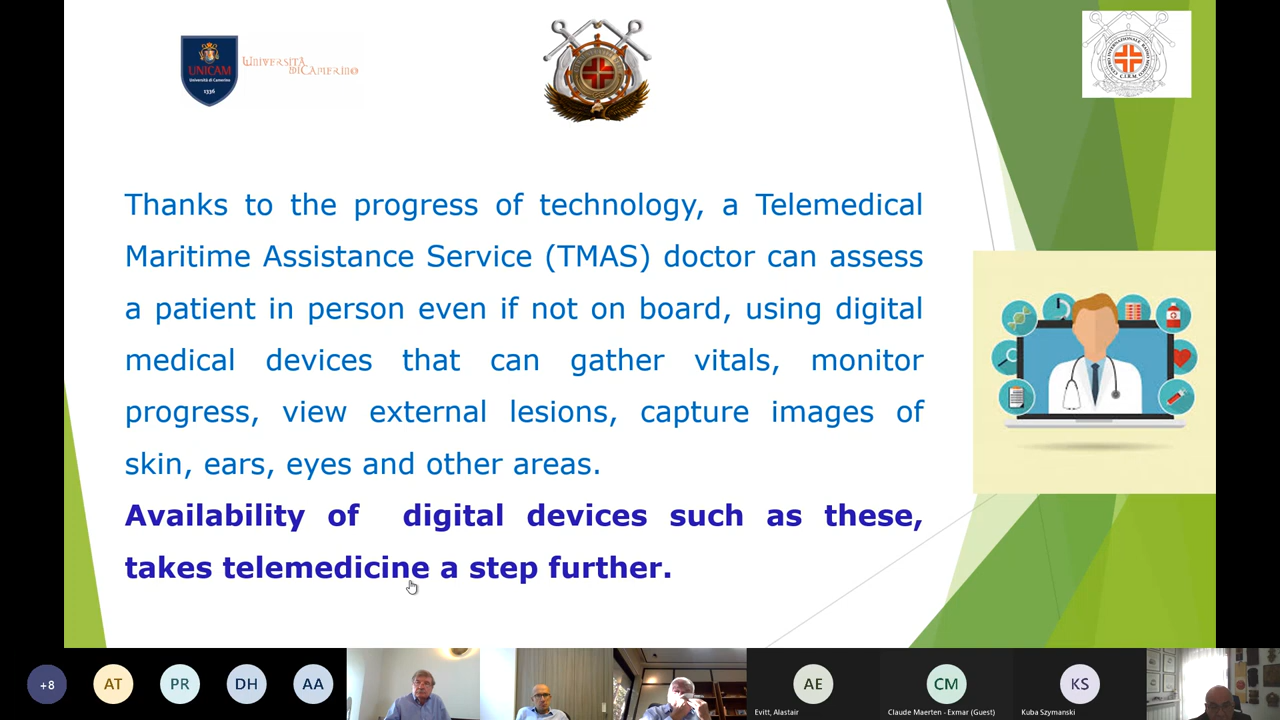 UNICAM
Università di Camerino
1336
UNIVERSITÀ
DI CAMERINO
Thanks to the progress of technology, a Telemedical
Maritime Assistance Service (TMAS) doctor can assess
a patient in person even if not on board, using digital
medical devices that can gather vitals, monitor
progress, view external lesions, capture images of
skin, ears, eyes and other areas.
Availability of digital devices such as these,
takes telemedicine a step further.
+8
AT
PR
DH
AA
AE
Evitt, Alastair
CM
Claude Maerten - Exmar (Guest)
KS
Kuba Szymanski